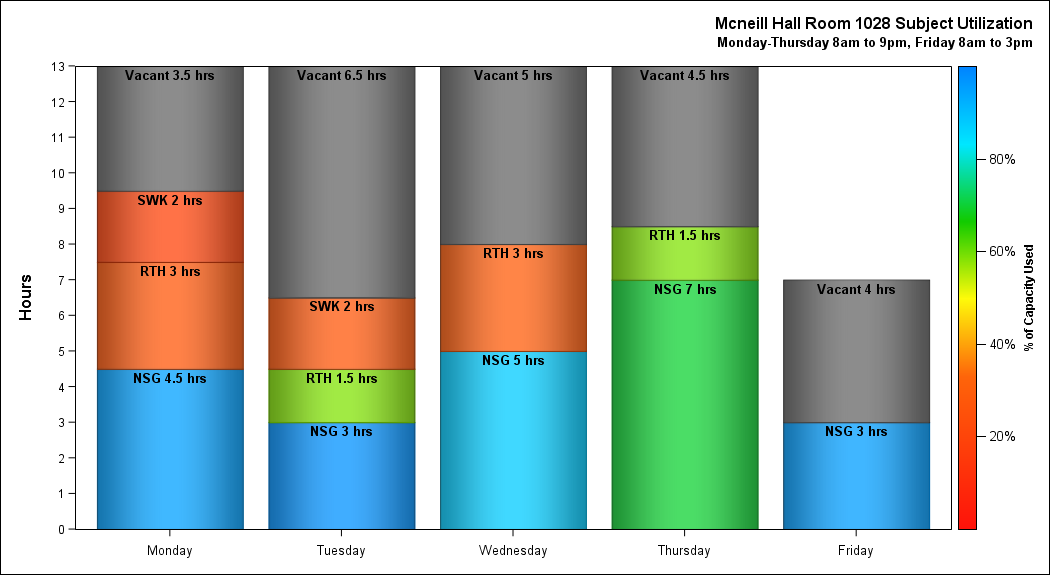 Mcneill Hall Room 1028 Subject Utilization
Monday-Thursday 8am to 9pm, Friday 8am to 3pm
Hours
13
12
11
10
9
8
7
6
5
4
3
2
1
0
Vacant 3.5 hrs
SWK 2 hrs
RTH 3 hrs
NSG 4.5 hrs
Vacant 6.5 hrs
SWK 2 hrs
RTH 1.5 hrs
NSG 3 hrs
Vacant 5 hrs
RTH 3 hrs
NSG 5 hrs
Vacant 4.5 hrs
RTH 1.5 hrs
NSG 7 hrs
Vacant 4 hrs
NSG 3 hrs
Monday
Tuesday
Wednesday
Thursday
Friday
80%
60%
40%
20%
% of Capacity Used